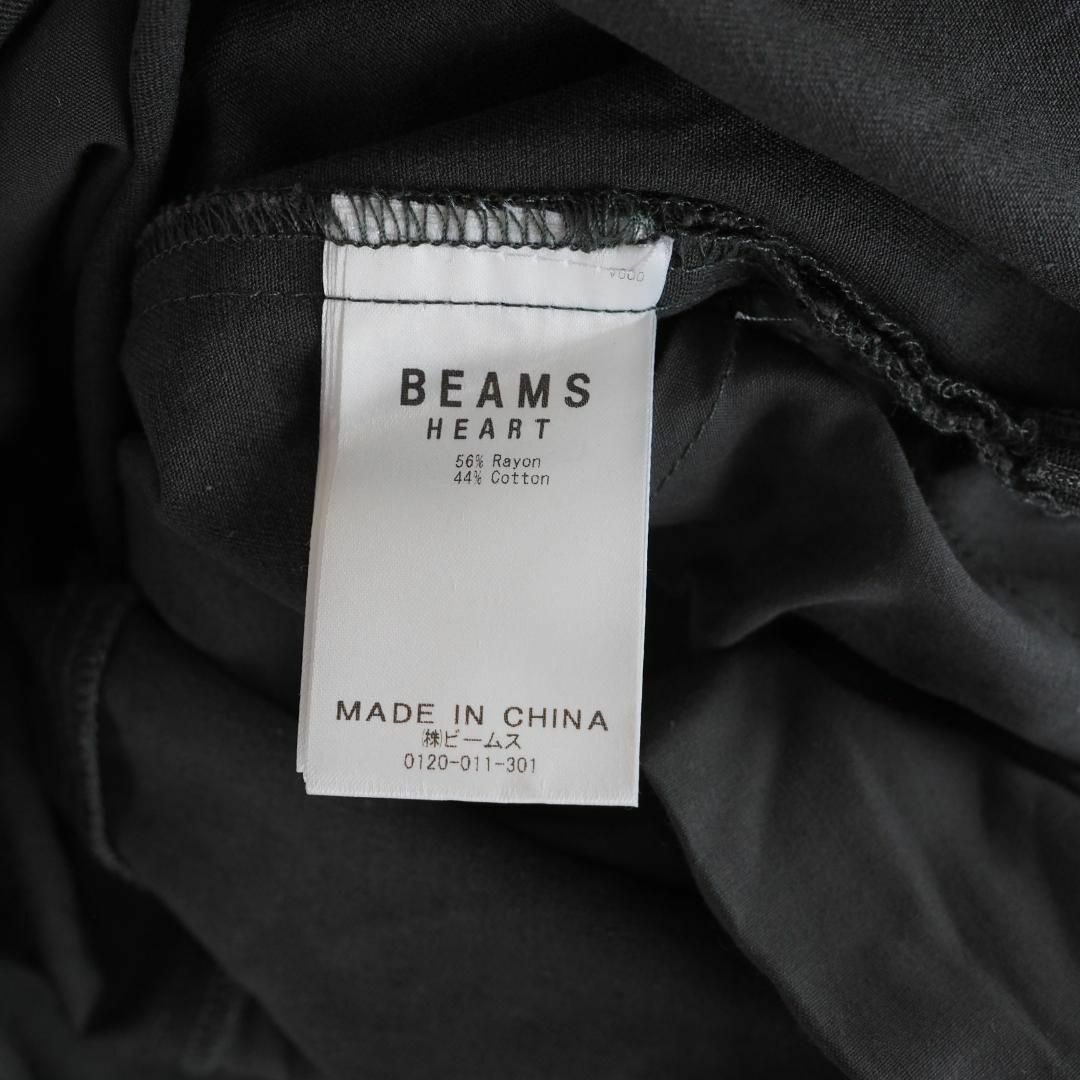 BEAMS
HEART
56% Rayon
44% Cotton
MADE IN CHINA
㈱ビームス
0120-011-301